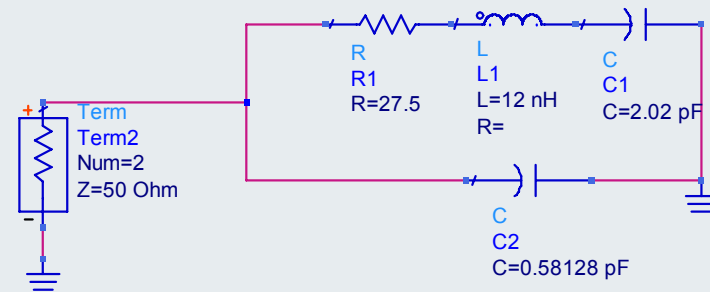 R
R1
R=27.5
L
L1
L=12 nH
R=
C
C1
C=2.02 pF
+
Term
Term2
Num=2
Z=50 Ohm
-
C
C2
C=0.58128 pF